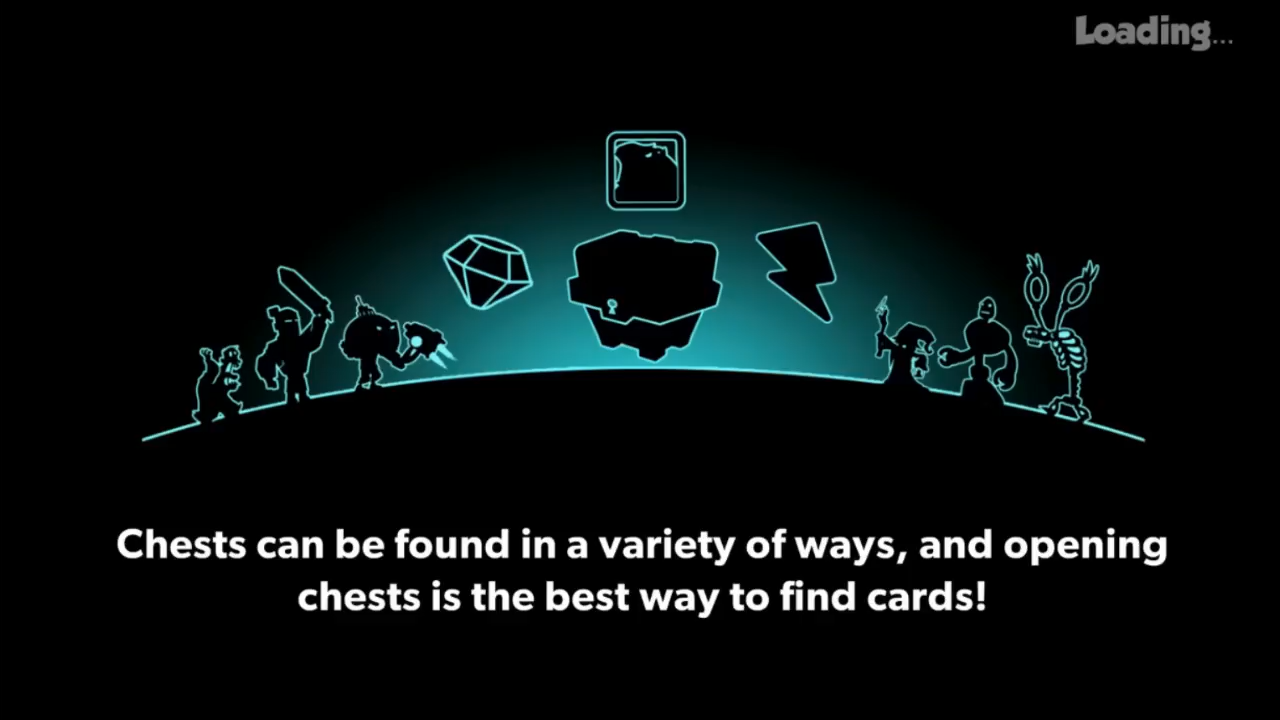 Loading...
Chests can be found in a variety of ways, and opening
chests is the best way to find cards!